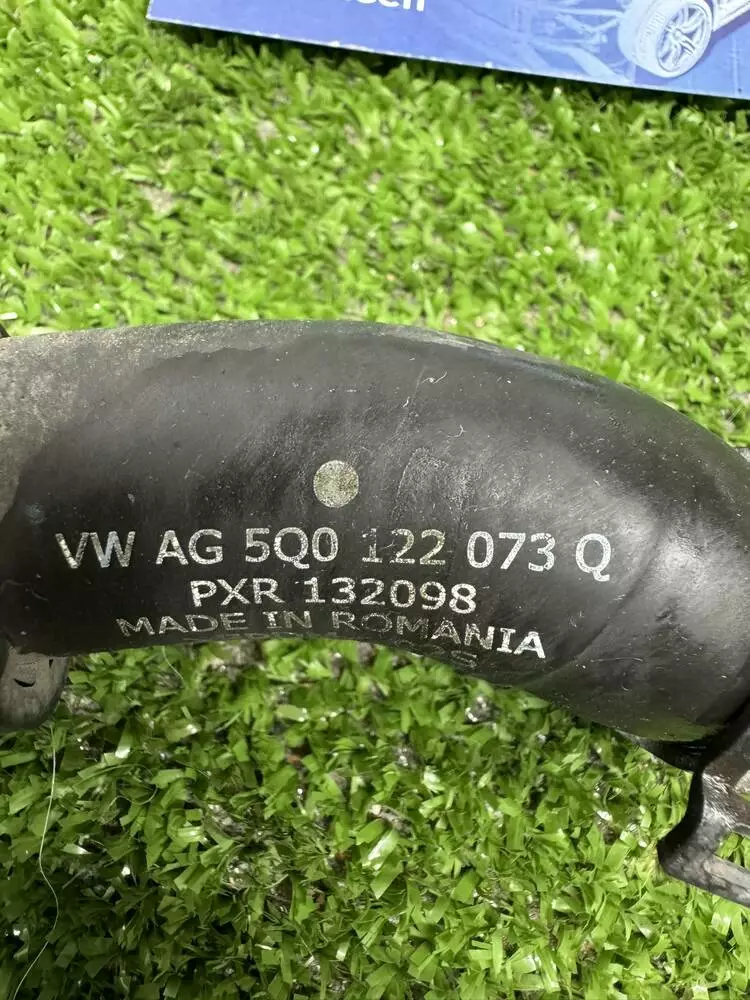 VW AG 5Q0 122 073 Q
PXR 132098
MADE IN ROMANIA